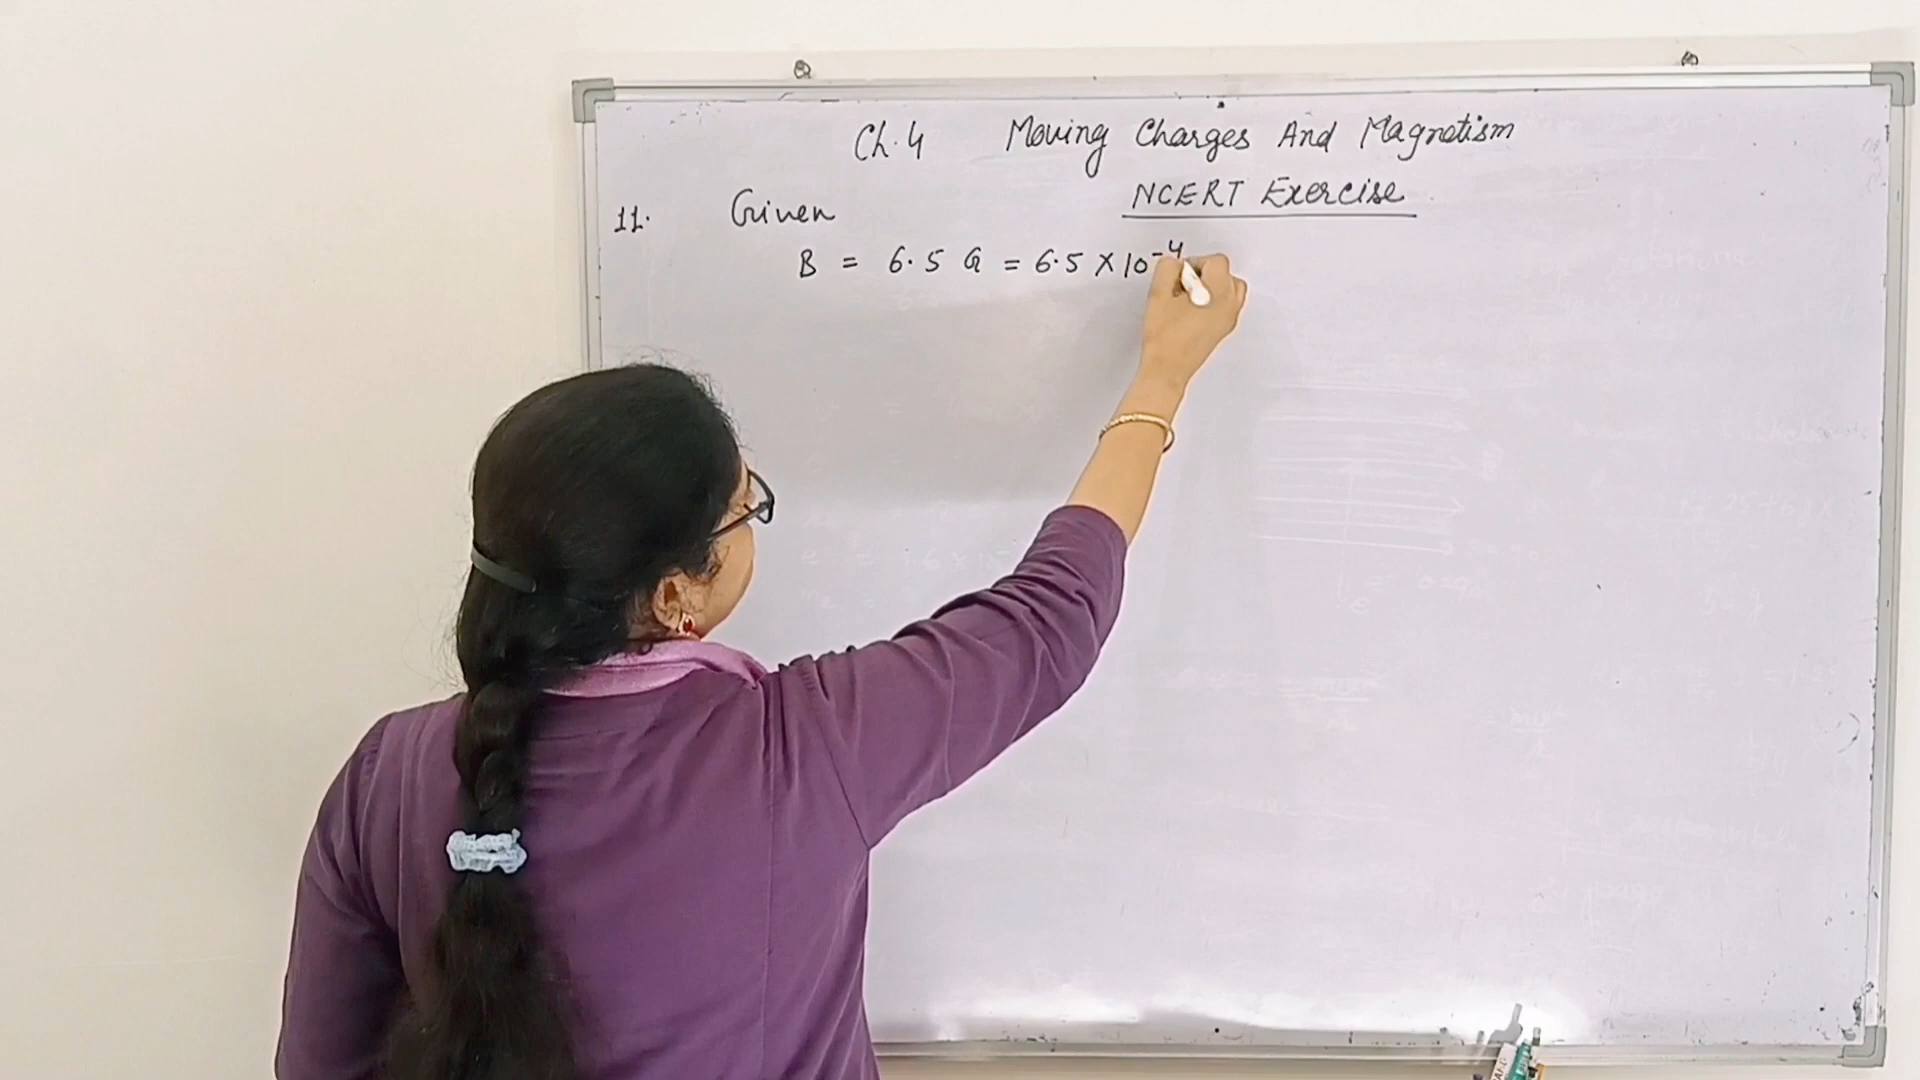 Ch. 4 Moving Charges And Magnetism
NCERT Exercise
11. Given
B = 6.5 G = 6.5 × 10⁻⁴